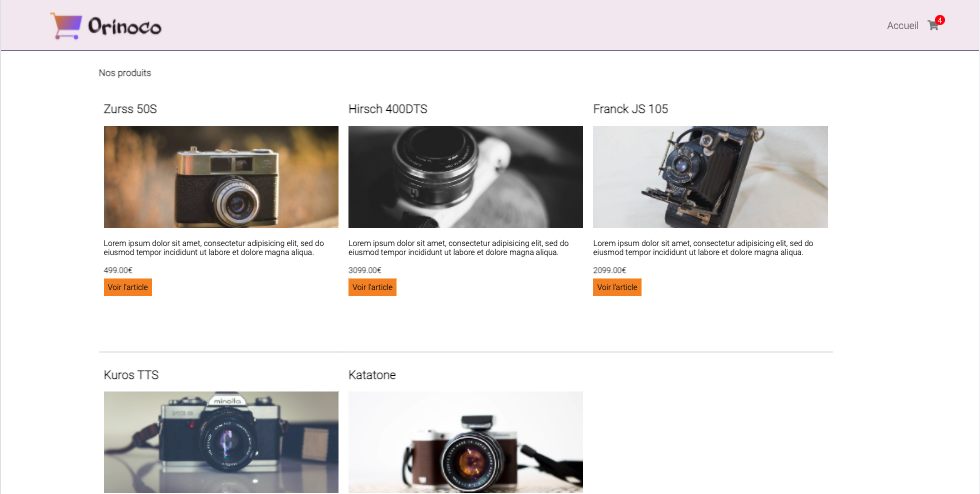 Orinoco
Accueil
4
Nos produits
Zurss 50S
Hirsch 400DTS
Franck JS 105
Lorem ipsum dolor sit amet, consectetur adipisicing elit, sed do
eiusmod tempor incididunt ut labore et dolore magna aliqua.
499.00€
Voir l'article
Lorem ipsum dolor sit amet, consectetur adipisicing elit, sed do
eiusmod tempor incididunt ut labore et dolore magna aliqua.
3099.00€
Voir l'article
Lorem ipsum dolor sit amet, consectetur adipisicing elit, sed do
eiusmod tempor incididunt ut labore et dolore magna aliqua.
2099.00€
Voir l'article
Kuros TTS
Katatone
minolta